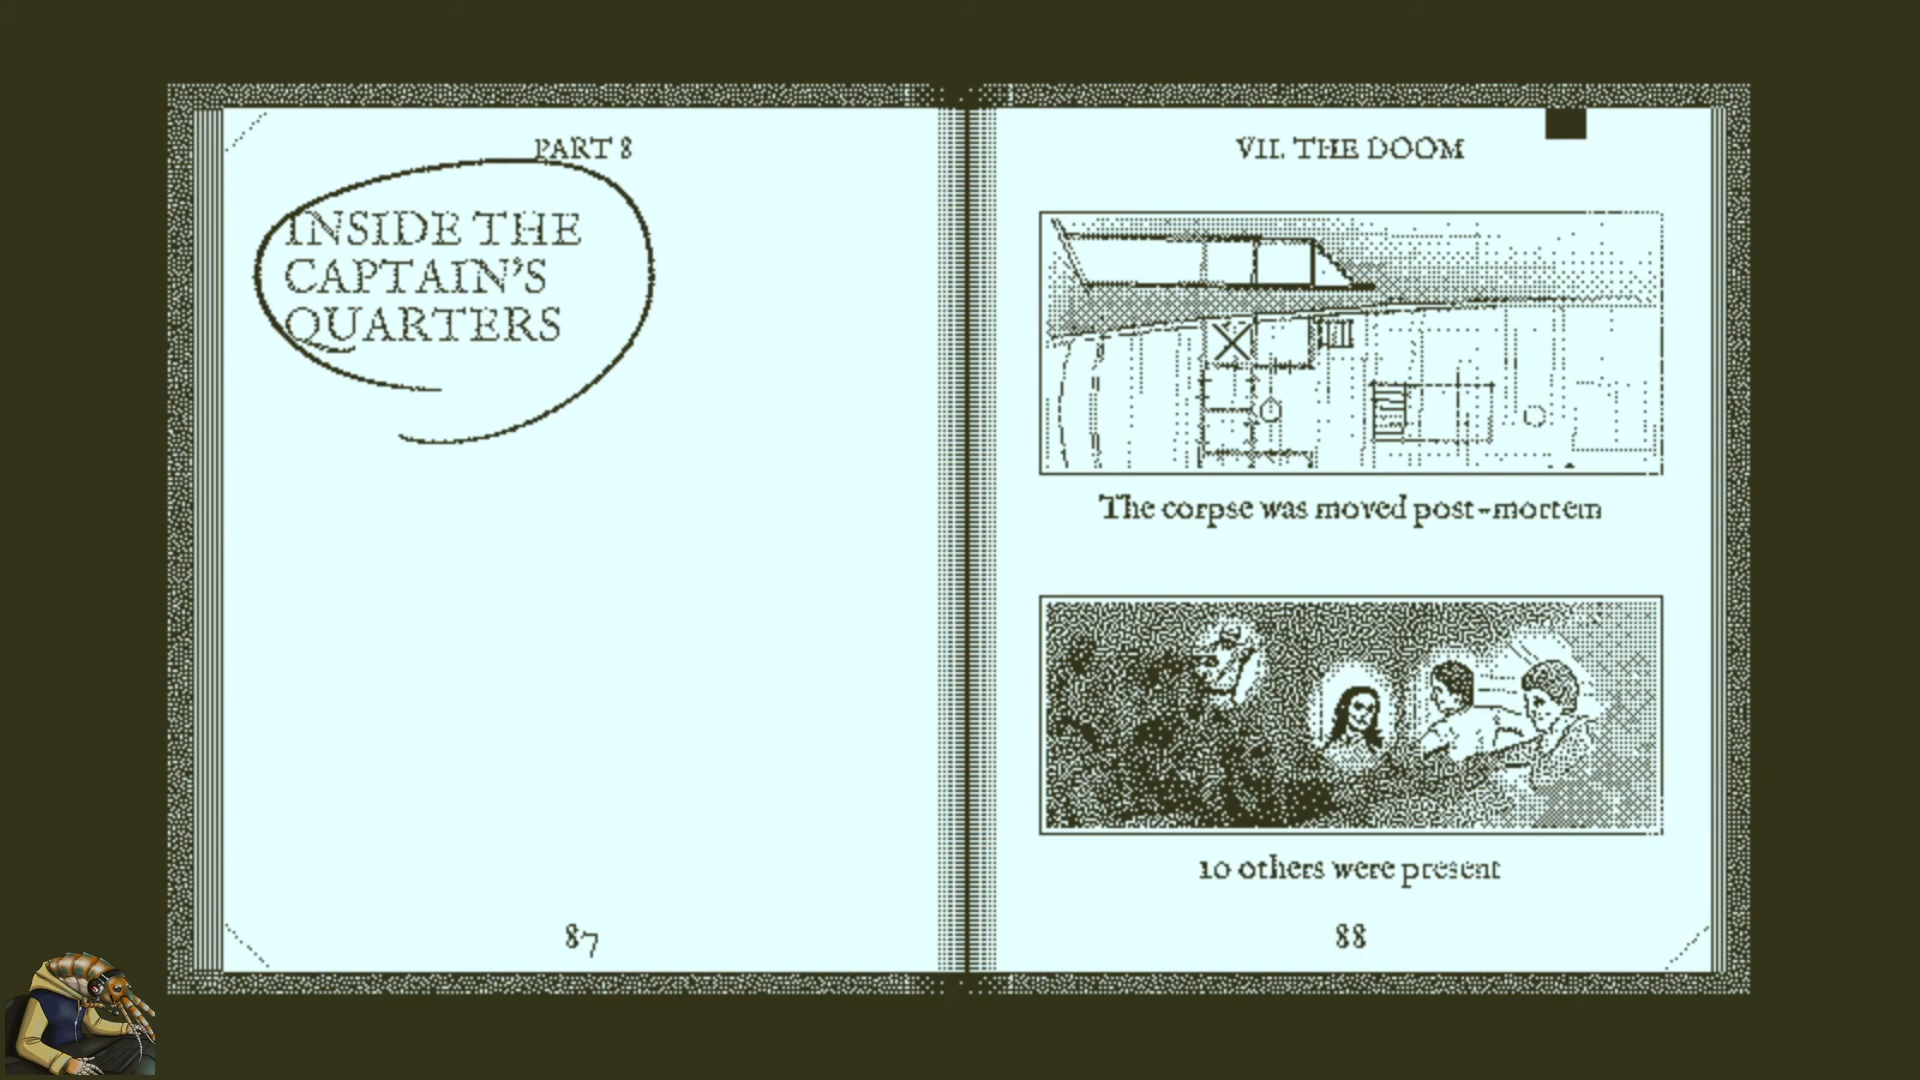 PART 8
INSIDE THE
CAPTAIN'S
QUARTERS
87
VII. THE DOOM
The corpse was moved post-mortem
10 others were present
88